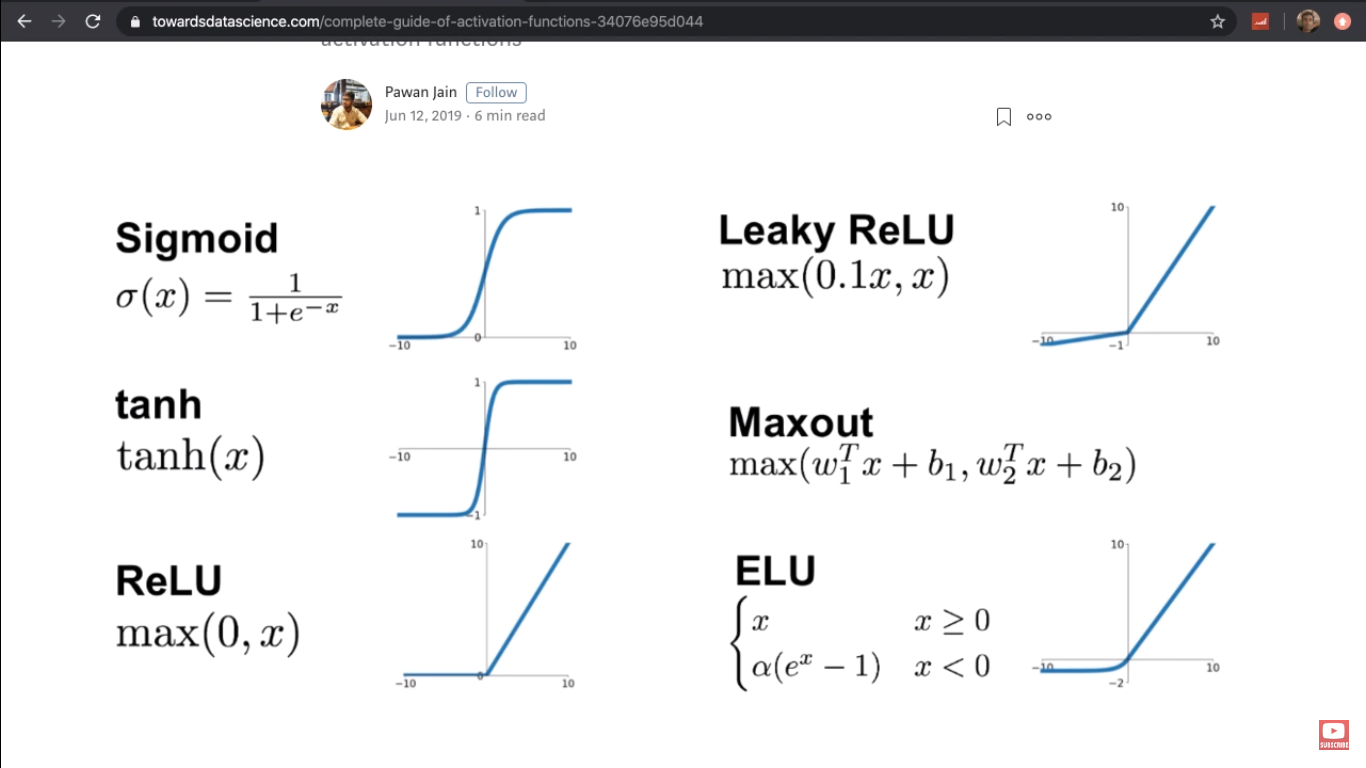 towardsdatascience.com/complete-guide-of-activation-functions-34076e95d044
activation functions
Pawan Jain Follow
Jun 12, 2019 · 6 min read
Sigmoid
σ(x) = 1/(1+e^−x)
1
0
−10
10
tanh
tanh(x)
1
−10
10
−1
ReLU
max(0, x)
10
0
−10
10
Leaky ReLU
max(0.1x, x)
10
−10
−1
10
Maxout
max(w₁ᵀx + b₁, w₂ᵀx + b₂)
ELU
x x ≥ 0
α(eˣ − 1) x < 0
10
−10
−2
10
SUBSCRIBE